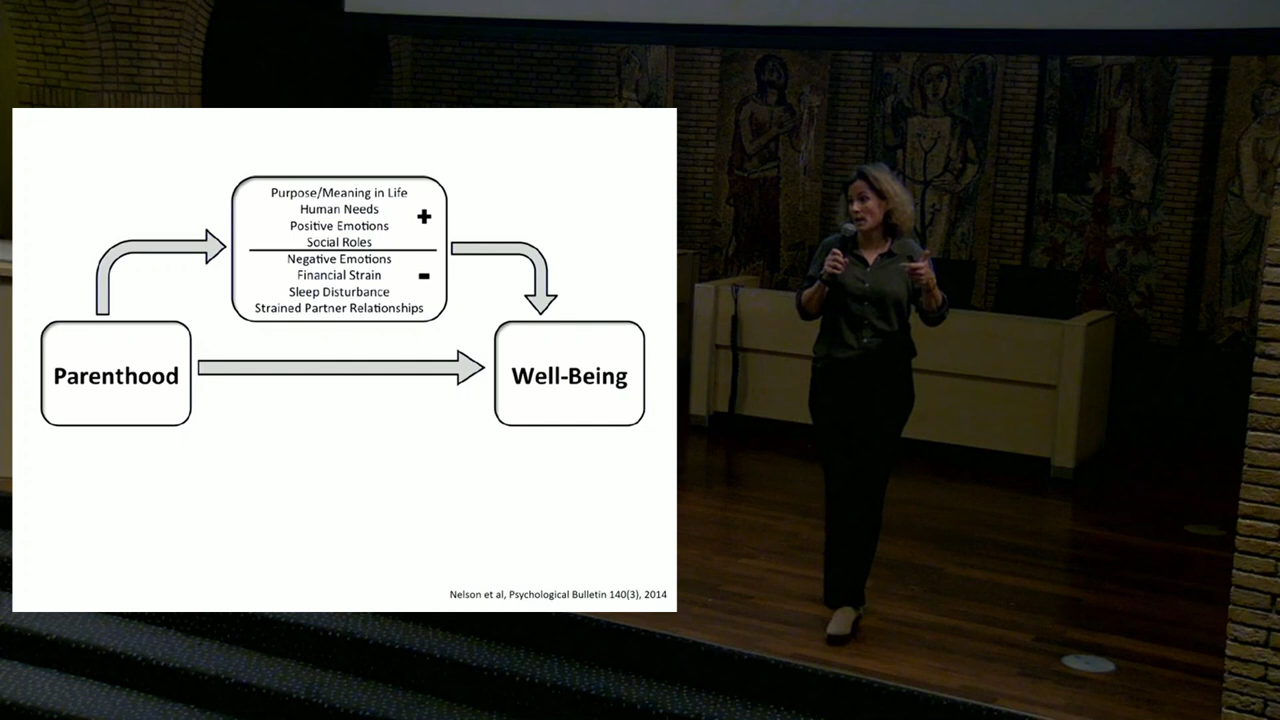 Purpose/Meaning in Life
Human Needs
Positive Emotions
Social Roles
+
Negative Emotions
Financial Strain
Sleep Disturbance
Strained Partner Relationships
-
Parenthood
Well-Being
Nelson et al, Psychological Bulletin 140(3), 2014